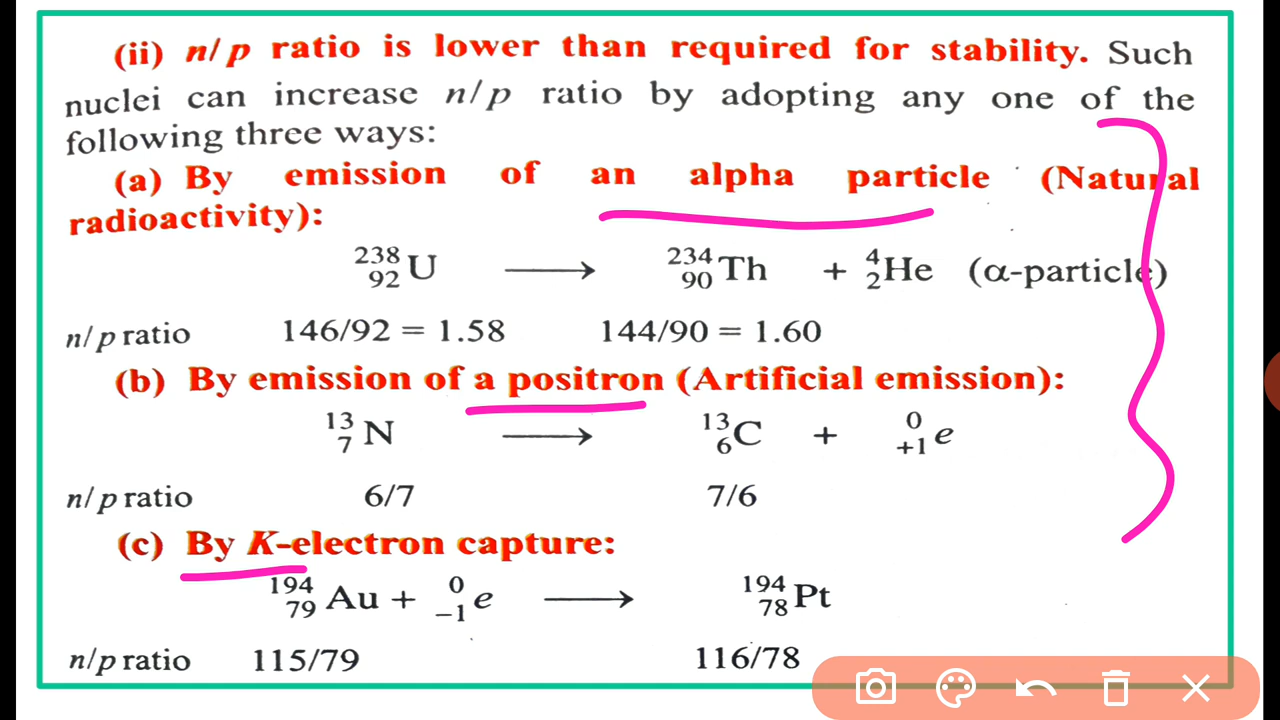 (ii) n/p ratio is lower than required for stability. Such
nuclei can increase n/p ratio by adopting any one of the
following three ways:
(a) By emission of an alpha particle (Natural
radioactivity):
²³⁸₉₂U ⟶ ²³⁴₉₀Th + ⁴₂He (α-particle)
n/p ratio 146/92 = 1.58 144/90 = 1.60
(b) By emission of a positron (Artificial emission):
¹³₇N ⟶ ¹³₆C + ⁰₊₁e
n/p ratio 6/7 7/6
(c) By K-electron capture:
¹⁹⁴₇₉Au + ⁰₋₁e ⟶ ¹⁹⁴₇₈Pt
n/p ratio 115/79 116/78